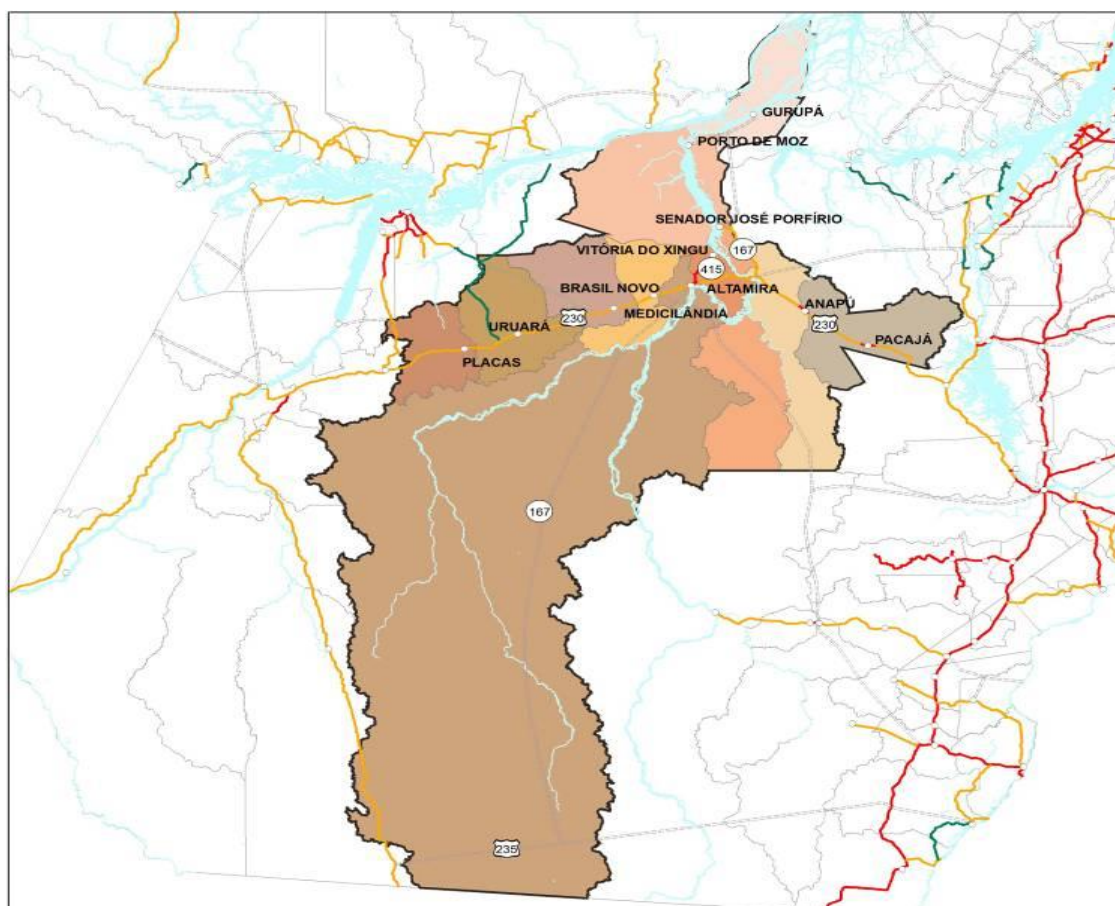 GURUPÁ
PORTO DE MOZ
SENADOR JOSÉ PORFÍRIO
VITÓRIA DO XINGU
167
415
BRASIL NOVO
ALTAMIRA
ANAPÚ
MEDICILÂNDIA
230
230
URUARÁ
PACAJÁ
PLACAS
167
235